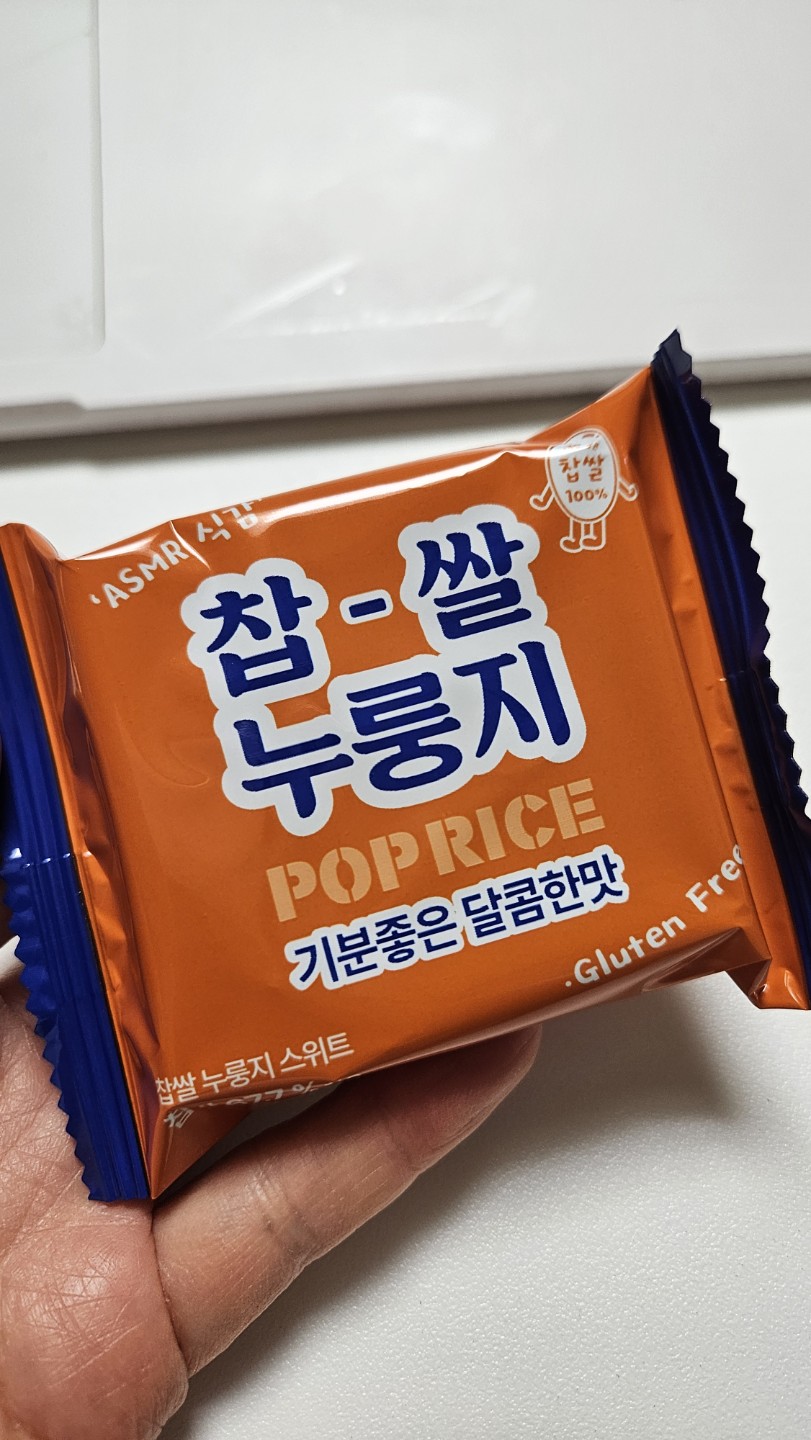 'ASMR 식감
찹쌀
100%
찹-쌀
누룽지
POP RICE
기분좋은 달콤한맛
.Gluten Free
찹쌀 누룽지 스위트